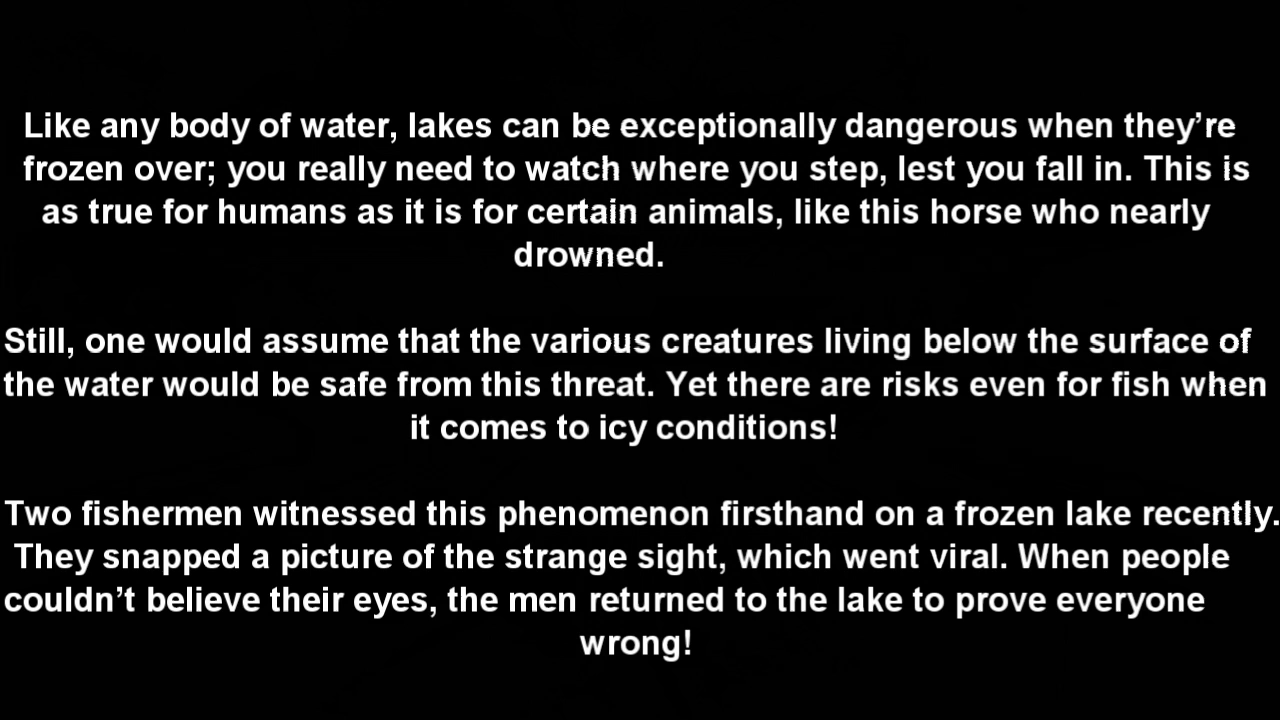 Like any body of water, lakes can be exceptionally dangerous when they’re
frozen over; you really need to watch where you step, lest you fall in. This is
as true for humans as it is for certain animals, like this horse who nearly
drowned.
Still, one would assume that the various creatures living below the surface of
the water would be safe from this threat. Yet there are risks even for fish when
it comes to icy conditions!
Two fishermen witnessed this phenomenon firsthand on a frozen lake recently.
They snapped a picture of the strange sight, which went viral. When people
couldn’t believe their eyes, the men returned to the lake to prove everyone
wrong!